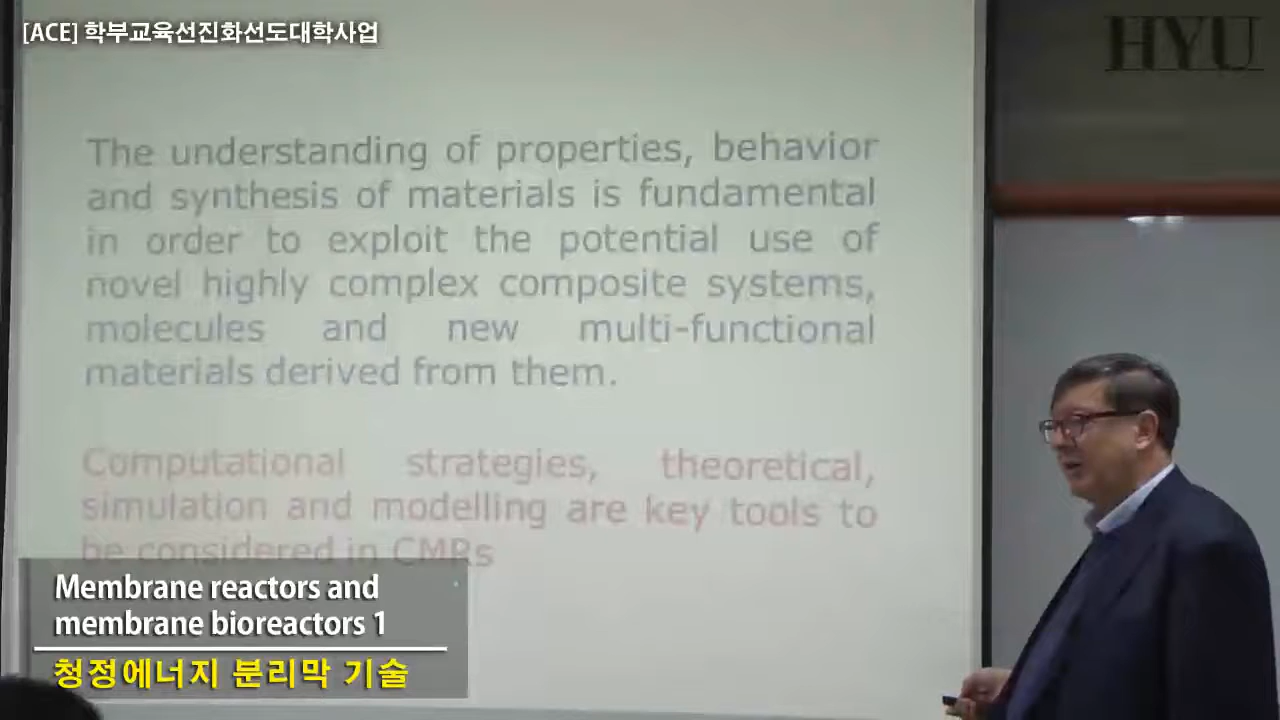 [ACE] 학부교육선진화선도대학사업
HYU
The understanding of properties, behavior
and synthesis of materials is fundamental
in order to exploit the potential use of
novel highly complex composite systems,
molecules and new multi-functional
materials derived from them.
Computational strategies, theoretical,
simulation and modelling are key tools to
be considered in CMRs
Membrane reactors and
membrane bioreactors 1
청정에너지 분리막 기술